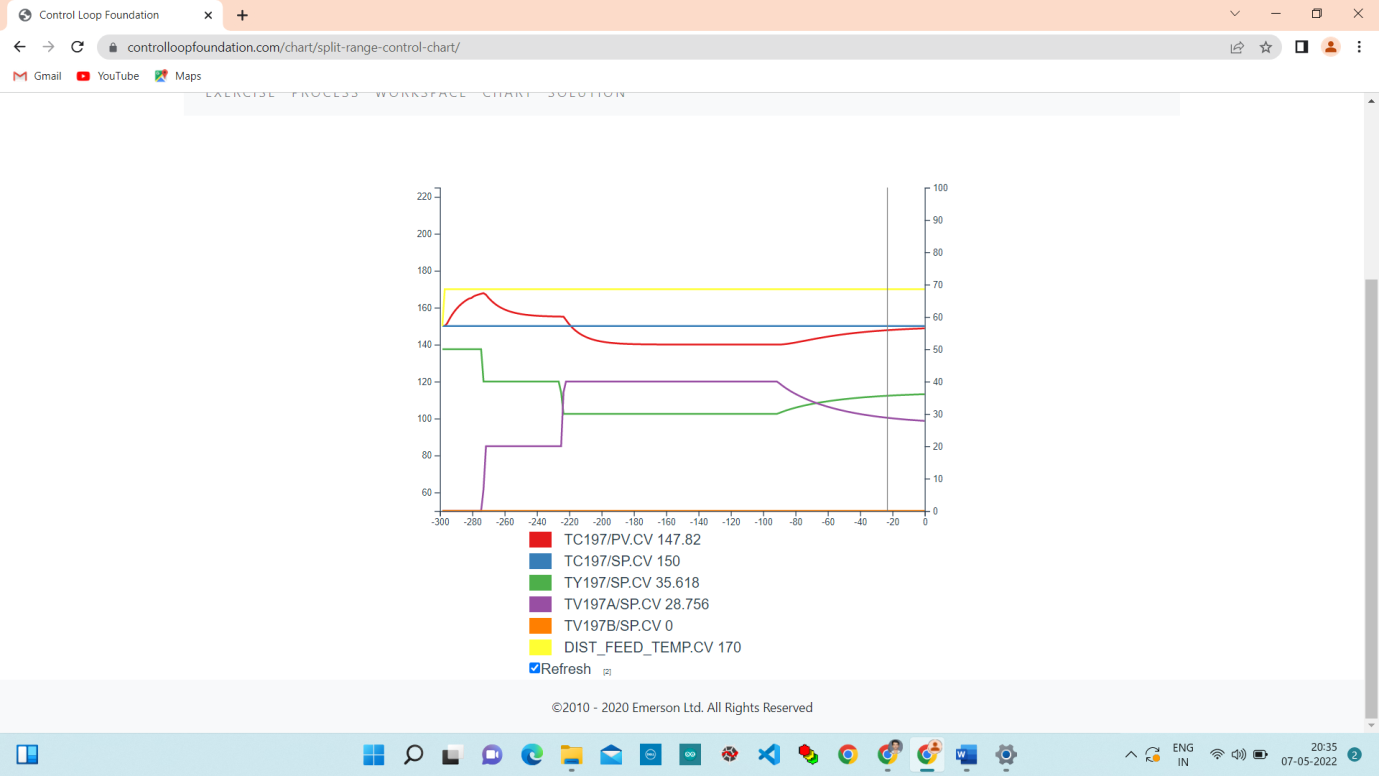 Control Loop Foundation
controlloopfoundation.com/chart/split-range-control-chart/
Gmail YouTube Maps
EXERCISE PROCESS WORKSPACE CHART SOLUTION
220
200
180
160
140
120
100
80
60
100
90
80
70
60
50
40
30
20
10
0
-300 -280 -260 -240 -220 -200 -180 -160 -140 -120 -100 -80 -60 -40 -20 0
TC197/PV.CV 147.82
TC197/SP.CV 150
TY197/SP.CV 35.618
TV197A/SP.CV 28.756
TV197B/SP.CV 0
DIST_FEED_TEMP.CV 170
Refresh [2]
©2010 - 2020 Emerson Ltd. All Rights Reserved
ENG
IN
20:35
07-05-2022
2